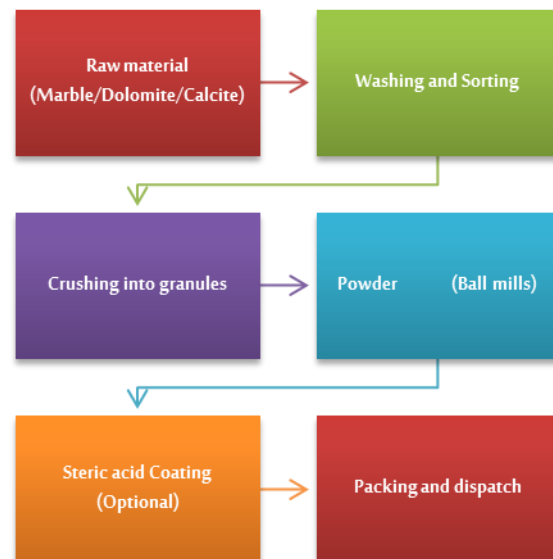 Raw material
(Marble/Dolomite/Calcite)
Washing and Sorting
Crushing into granules
Powder (Ball mills)
Steric acid Coating
(Optional)
Packing and dispatch